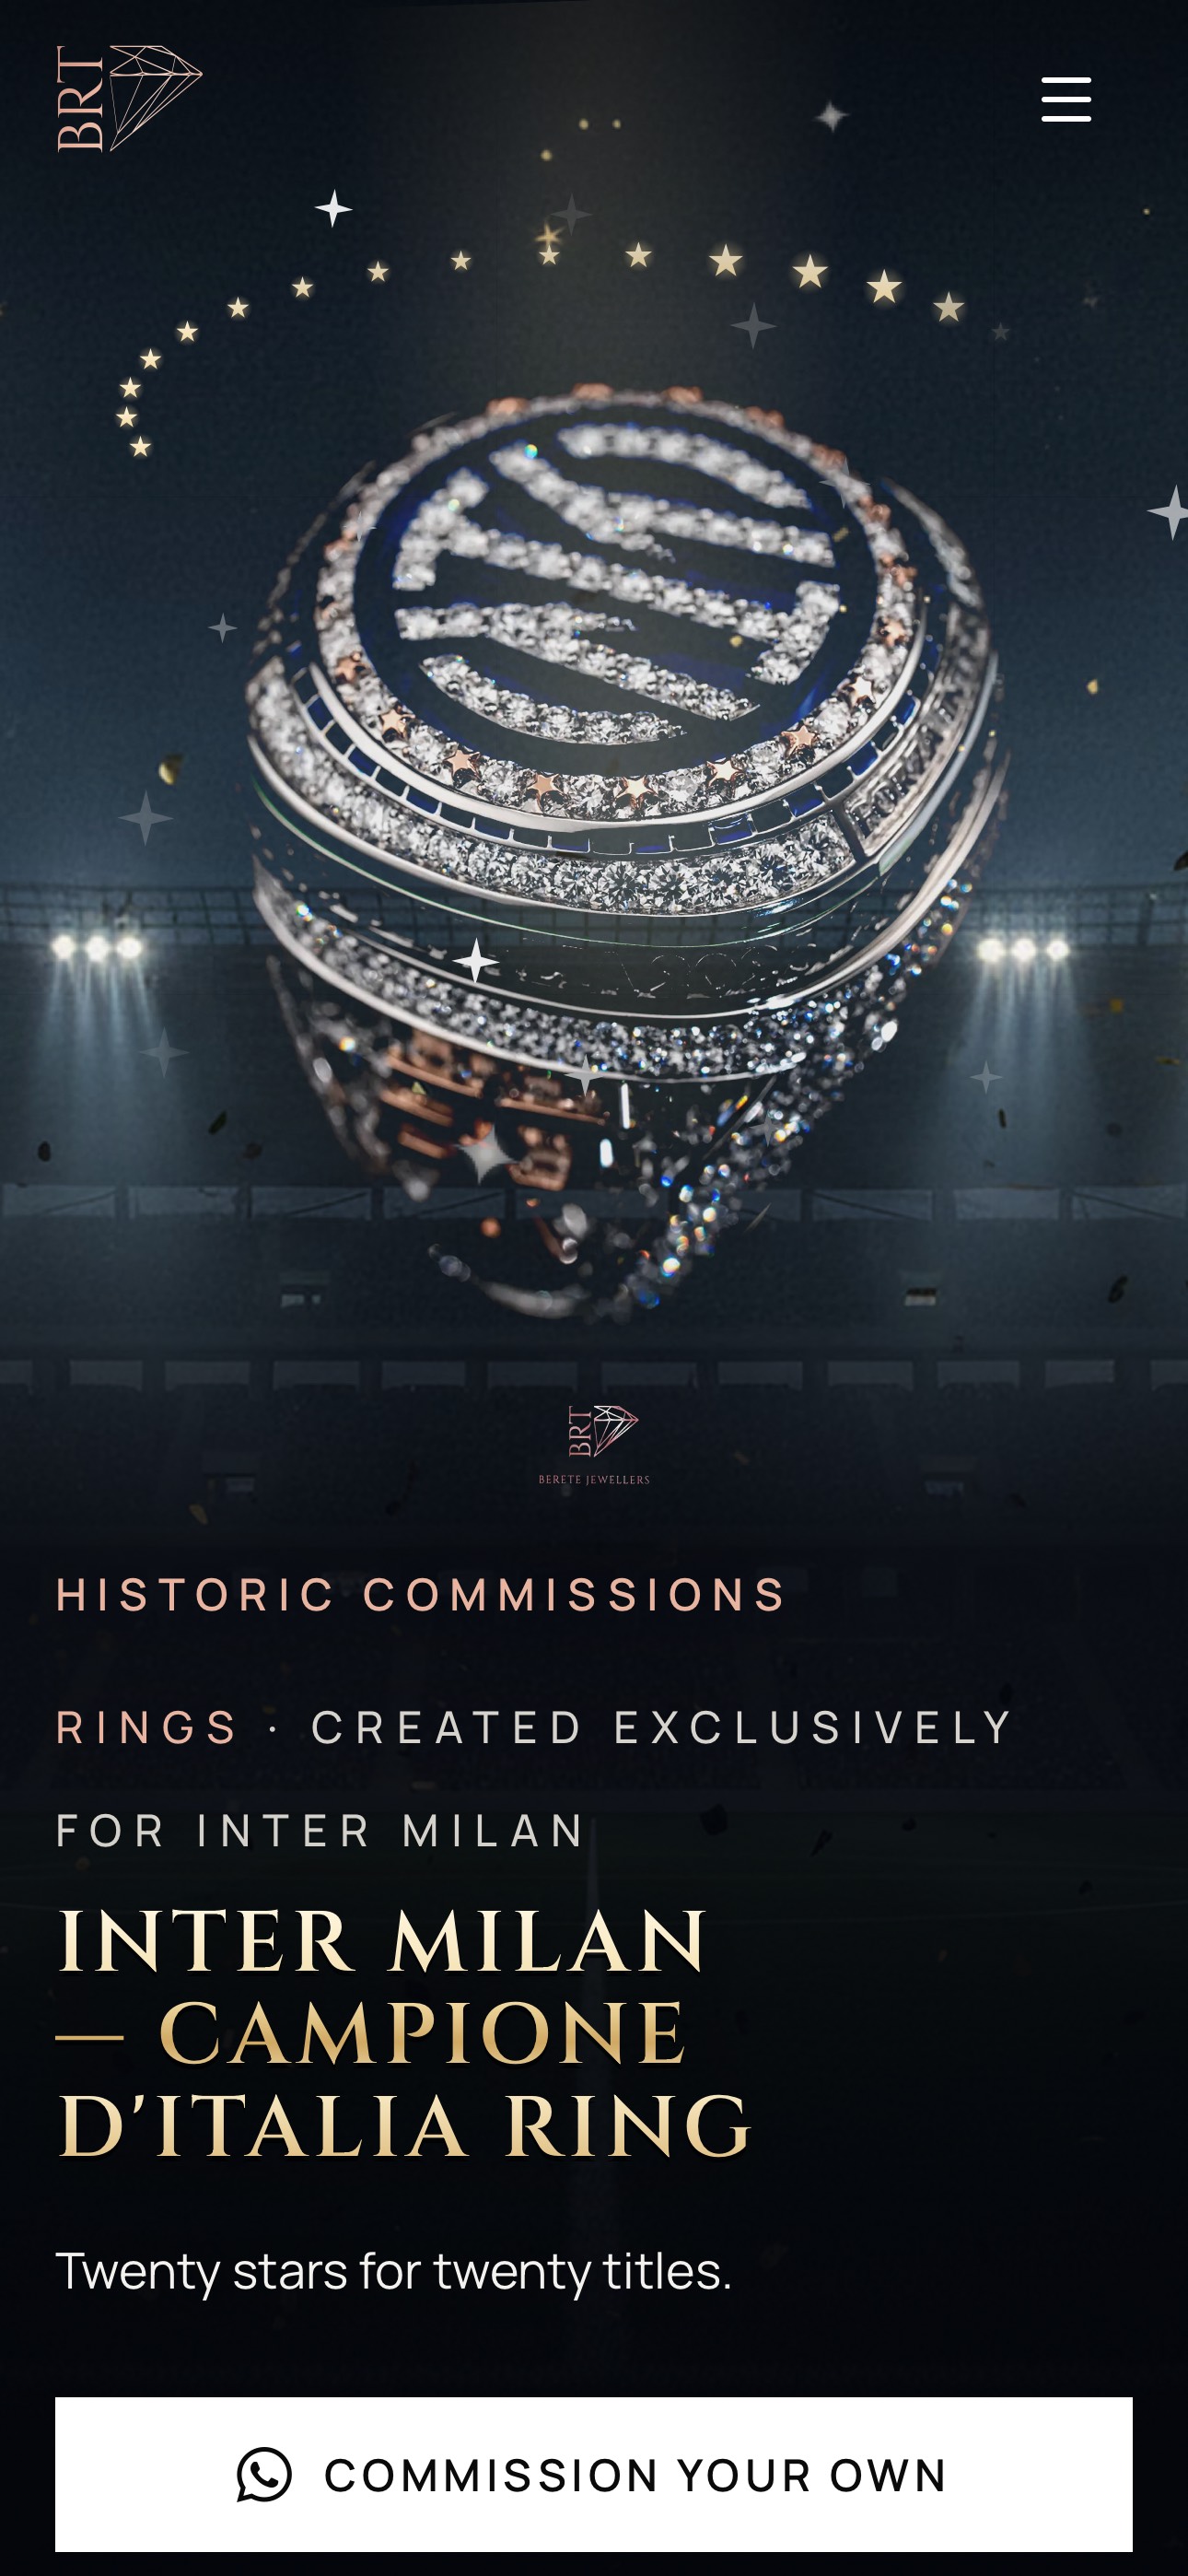 BRT
BRT
BERETE JEWELLERS
HISTORIC COMMISSIONS
RINGS · CREATED EXCLUSIVELY
FOR INTER MILAN
INTER MILAN
— CAMPIONE
D'ITALIA RING
Twenty stars for twenty titles.
COMMISSION YOUR OWN